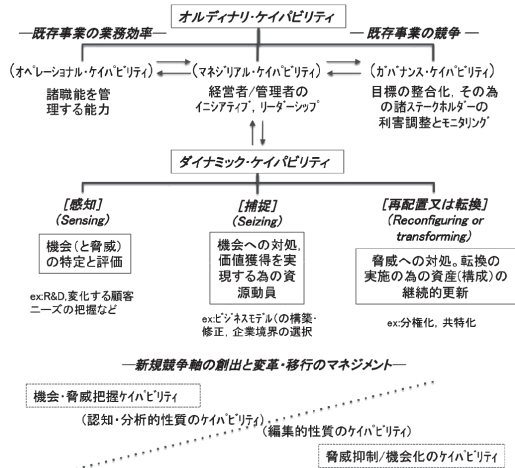 オルディナリ・ケイパビリティ
―既存事業の業務効率―
―既存事業の競争―
(オペレーショナル・ケイパビリティ)
(マネジリアル・ケイパビリティ)
(ガバナンス・ケイパビリティ)
諸職能を管
理する能力
経営者/管理者の
イニシアティブ, リーダーシップ
目標の整合化, その為
の諸ステークホルダーの
利害調整とモニタリング
ダイナミック・ケイパビリティ
[感知]
(Sensing)
[捕捉]
(Seizing)
[再配置又は転換]
(Reconfiguring or
transforming)
機会(と脅威)
の特定と評価
機会への対処,
価値獲得を実
現する為の資
源動員
脅威への対処。転換の
実施の為の資産(構成)の
継続的更新
ex:R&D,変化する顧客
ニーズの把握など
ex:ビジネスモデル(の構築・
修正, 企業境界の選択
ex:分権化, 共特化
―新規競争軸の創出と変革・移行のマネジメント―
機会・脅威把握ケイパビリティ
(認知・分析的性質のケイパビリティ)
(編集的性質のケイパビリティ)
脅威抑制/機会化のケイパビリティ